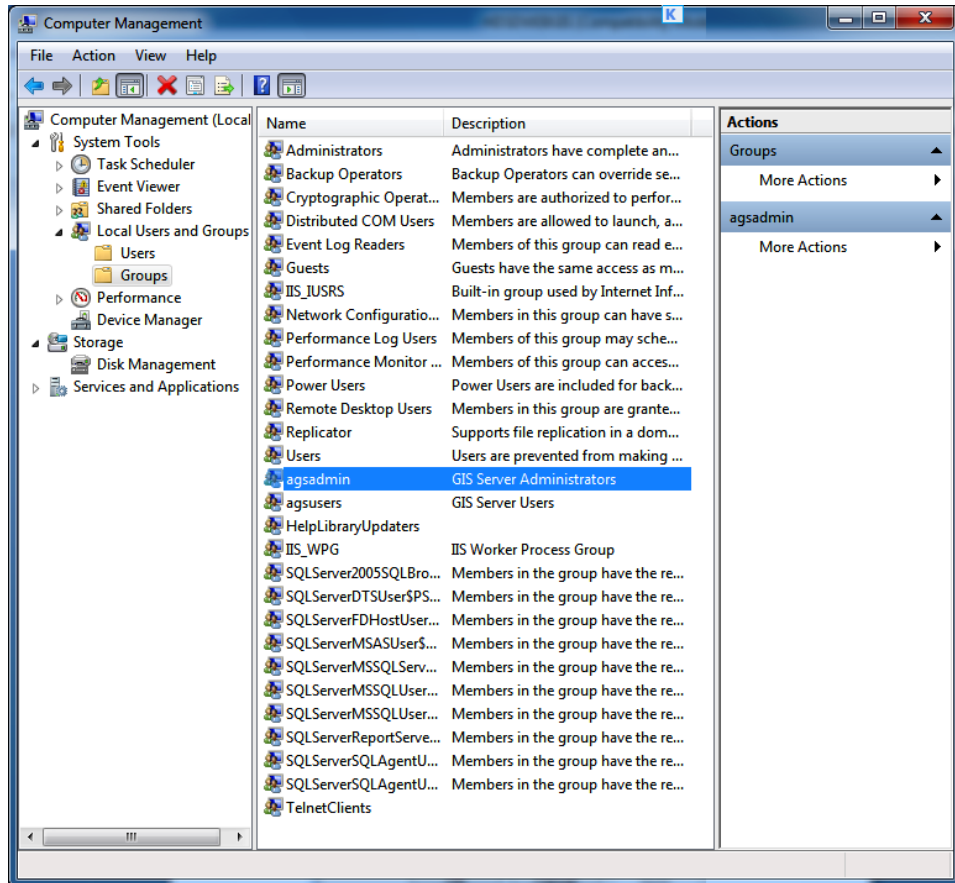 K
Computer Management
File Action View Help
Computer Management (Local
System Tools
Task Scheduler
Event Viewer
Shared Folders
Local Users and Groups
Users
Groups
Performance
Device Manager
Storage
Disk Management
Services and Applications
Name Description
Administrators Administrators have complete an...
Backup Operators Backup Operators can override se...
Cryptographic Operat... Members are authorized to perfor...
Distributed COM Users Members are allowed to launch, a...
Event Log Readers Members of this group can read e...
Guests Guests have the same access as m...
IIS_IUSRS Built-in group used by Internet Inf...
Network Configuratio... Members in this group can have s...
Performance Log Users Members of this group may sche...
Performance Monitor ... Members of this group can acces...
Power Users Power Users are included for back...
Remote Desktop Users Members in this group are grante...
Replicator Supports file replication in a dom...
Users Users are prevented from making ...
agsadmin GIS Server Administrators
agsusers GIS Server Users
HelpLibraryUpdaters
IIS_WPG IIS Worker Process Group
SQLServer2005SQLBro... Members in the group have the re...
SQLServerDTSUser$PS... Members in the group have the re...
SQLServerFDHostUser... Members in the group have the re...
SQLServerMSASUser$... Members in the group have the re...
SQLServerMSSQLServ... Members in the group have the re...
SQLServerMSSQLUser... Members in the group have the re...
SQLServerMSSQLUser... Members in the group have the re...
SQLServerReportServe... Members in the group have the re...
SQLServerSQLAgentU... Members in the group have the re...
SQLServerSQLAgentU... Members in the group have the re...
TelnetClients
Actions
Groups
More Actions
agsadmin
More Actions